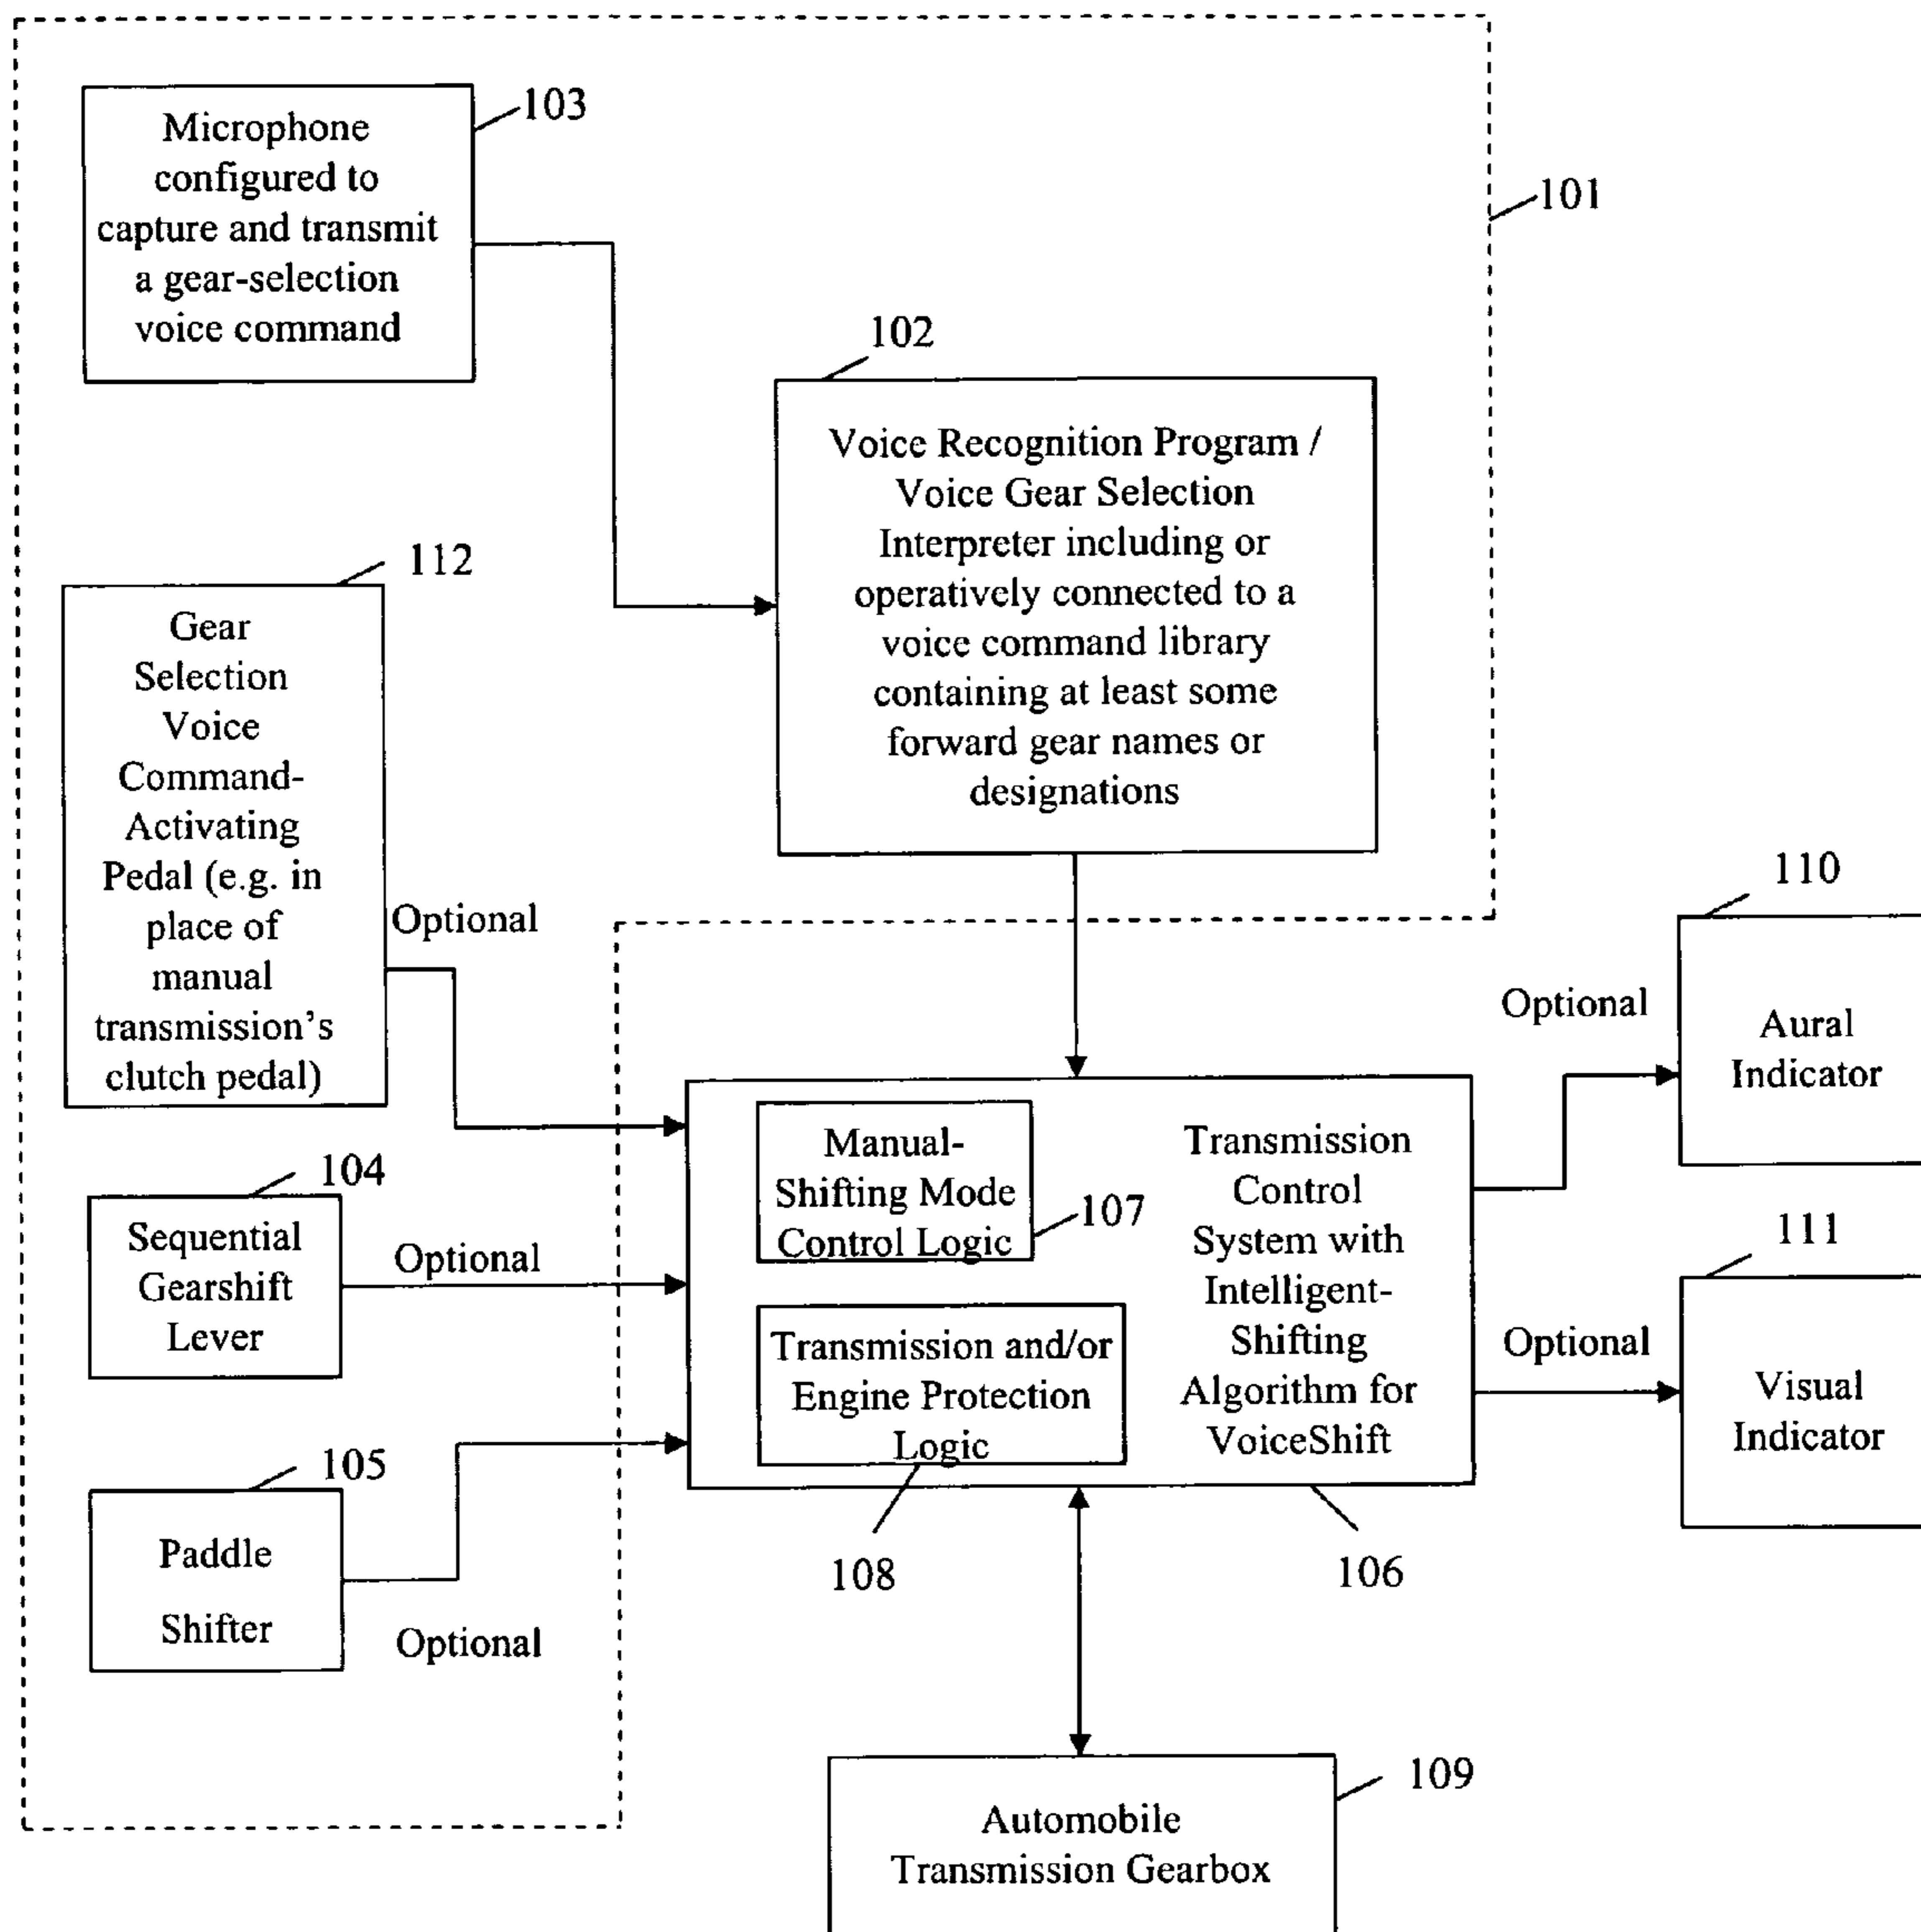 103
Microphone
configured to
capture and transmit
a gear-selection
voice command
101
102
Voice Recognition Program /
Voice Gear Selection
Interpreter including or
operatively connected to a
voice command library
containing at least some
forward gear names or
designations
112
Gear
Selection
Voice
Command-
Activating
Pedal (e.g. in
place of
manual
transmission's
clutch pedal)
Optional
104
Sequential
Gearshift
Lever
Optional
105
Paddle
Shifter
Optional
Manual-
Shifting Mode
Control Logic
107
Transmission and/or
Engine Protection
Logic
108
Transmission
Control
System with
Intelligent-
Shifting
Algorithm for
VoiceShift
106
110
Optional
Aural
Indicator
111
Optional
Visual
Indicator
109
Automobile
Transmission Gearbox